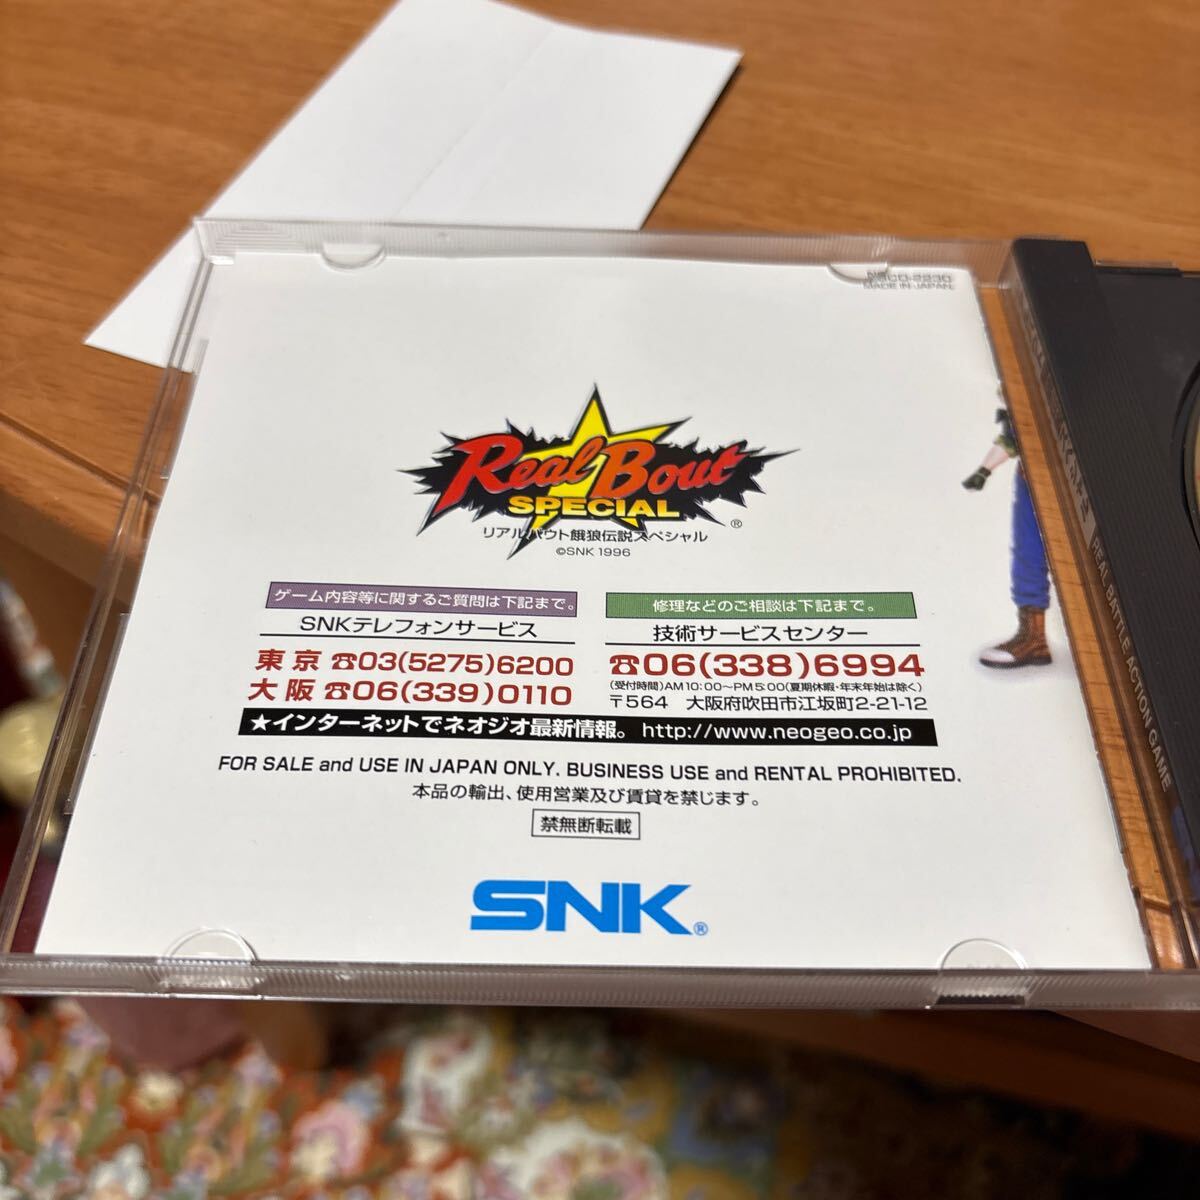 NGCD-2230
MADE IN JAPAN.
Real Bout
SPECIAL
®
リアルバウト餓狼伝説スペシャル
©SNK 1996
ゲーム内容等に関するご質問は下記まで。
SNKテレフォンサービス
東京☎03(5275)6200
大阪☎06(339)0110
修理などのご相談は下記まで。
技術サービスセンター
☎06(338)6994
(受付時間)AM10:00〜PM5:00(夏期休暇・年末年始は除く)
〒564 大阪府吹田市江坂町2-21-12
★インターネットでネオジオ最新情報。 http://www.neogeo.co.jp
FOR SALE and USE IN JAPAN ONLY. BUSINESS USE and RENTAL PROHIBITED.
本品の輸出、使用営業及び賃貸を禁じます。
禁無断転載
SNK®
REAL BATTLE ACTION GAME